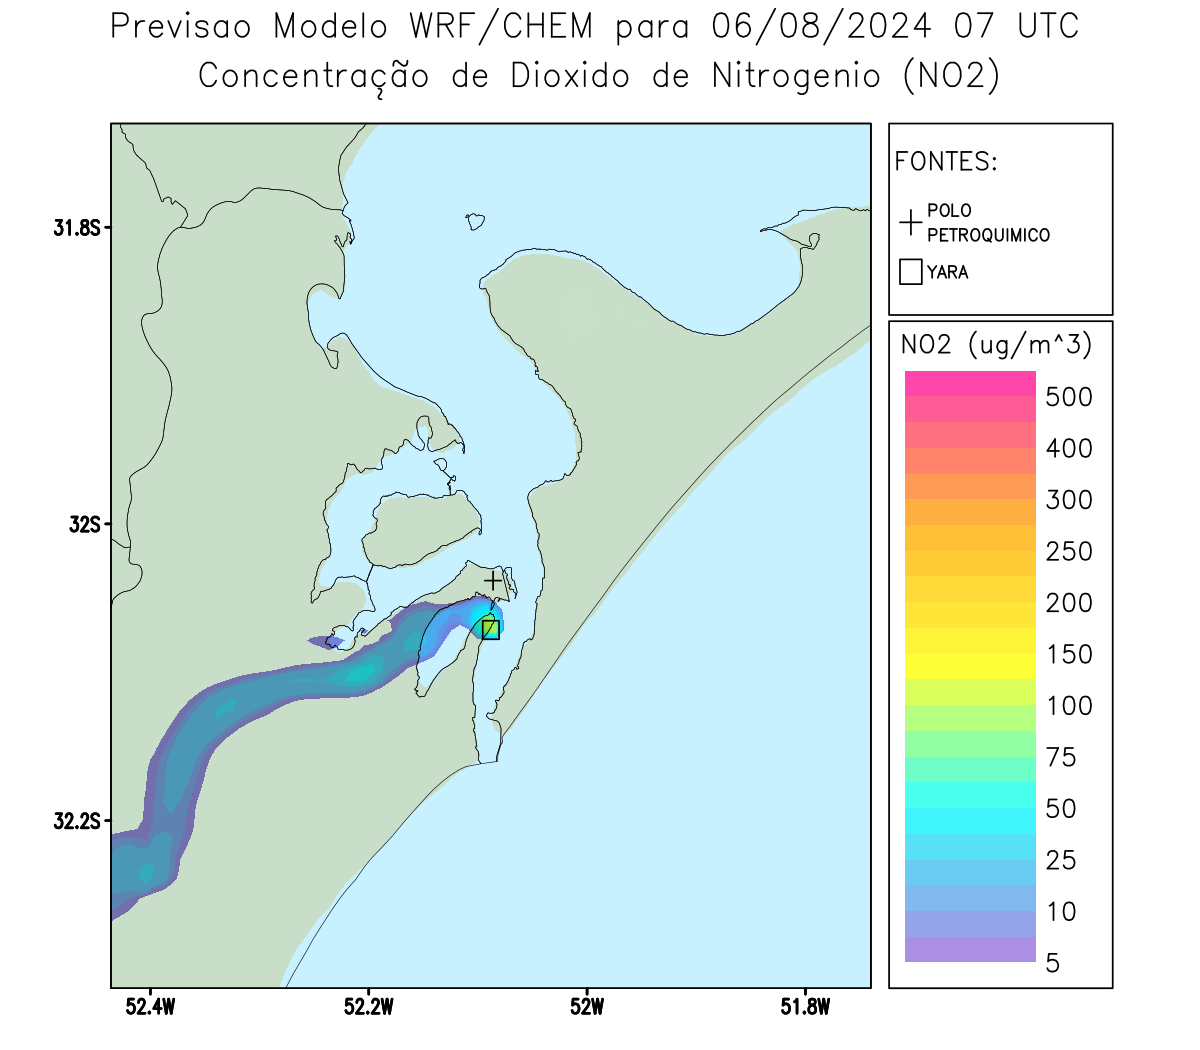 Previsao Modelo WRF/CHEM para 06/08/2024 07 UTC
Concentração de Dioxido de Nitrogenio (NO2)
FONTES:
POLO
PETROQUIMICO
YARA
NO2 (ug/m^3)
500
400
300
250
200
150
100
75
50
25
10
5
31.8S
32S
32.2S
52.4W
52.2W
52W
51.8W